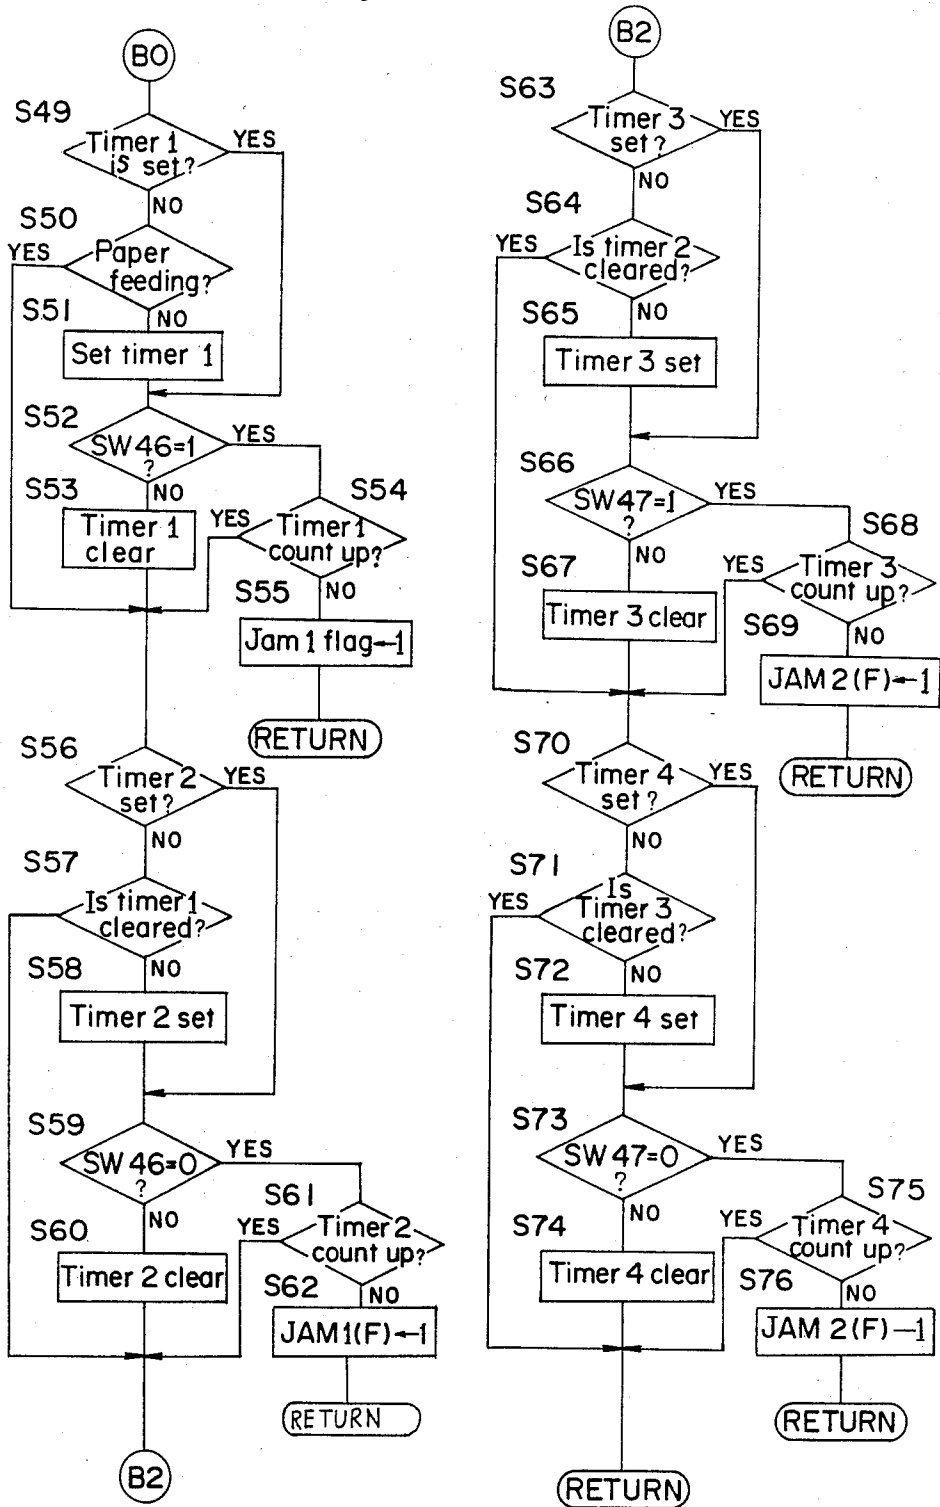 B0
S49
Timer 1
is set?
YES
NO
S50
YES
Paper
feeding?
S51
NO
Set timer 1
S52
SW46=1
?
YES
S53
NO
Timer 1
clear
S54
YES
Timer 1
count up?
S55
NO
Jam 1 flag←1
RETURN
S56
Timer 2
set?
YES
NO
S57
Is timer 1
cleared?
S58
NO
Timer 2 set
S59
SW46=0
?
YES
S60
NO
Timer 2 clear
S61
YES
Timer 2
count up?
S62
NO
JAM1(F)←1
RETURN
B2
B2
S63
Timer 3
set?
YES
NO
S64
YES
Is timer 2
cleared?
S65
NO
Timer 3 set
S66
SW47=1
?
YES
S67
NO
Timer 3 clear
S68
YES
Timer 3
count up?
S69
NO
JAM 2(F)←1
RETURN
S70
Timer 4
set?
YES
NO
S71
YES
Is
Timer 3
cleared?
S72
NO
Timer 4 set
S73
SW47=0
?
YES
S74
NO
Timer 4 clear
S75
YES
Timer 4
count up?
S76
NO
JAM 2(F)—1
RETURN
RETURN